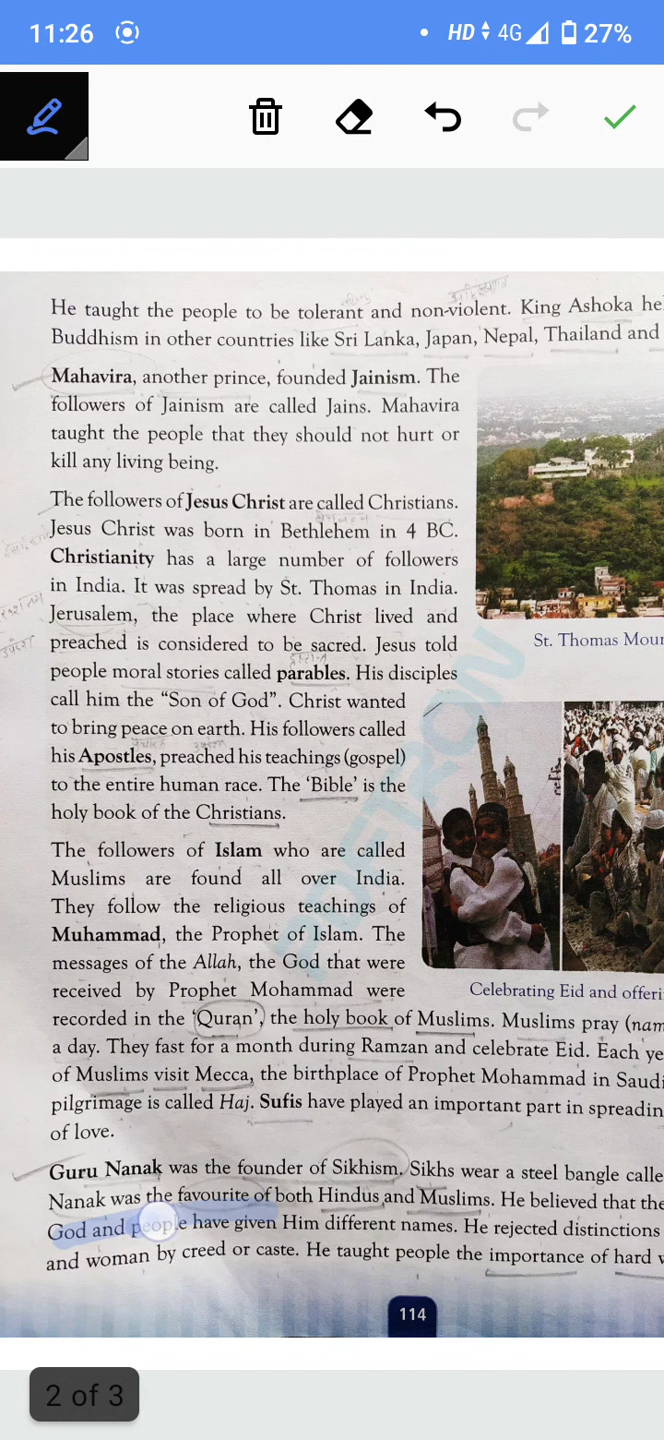 11:26
HD 4G 27%
He taught the people to be tolerant and non-violent. King Ashoka he
Buddhism in other countries like Sri Lanka, Japan, Nepal, Thailand and
Mahavira, another prince, founded Jainism. The
followers of Jainism are called Jains. Mahavira
taught the people that they should not hurt or
kill any living being.
The followers of Jesus Christ are called Christians.
Jesus Christ was born in Bethlehem in 4 BC.
Christianity has a large number of followers
in India. It was spread by St. Thomas in India.
Jerusalem, the place where Christ lived and
preached is considered to be sacred. Jesus told
people moral stories called parables. His disciples
call him the “Son of God”. Christ wanted
to bring peace on earth. His followers called
his Apostles, preached his teachings (gospel)
to the entire human race. The ‘Bible’ is the
holy book of the Christians.
St. Thomas Moun
The followers of Islam who are called
Muslims are found all over India.
They follow the religious teachings of
Muhammad, the Prophet of Islam. The
messages of the Allah, the God that were
received by Prophet Mohammad were
Celebrating Eid and offeri
recorded in the ‘Quran’, the holy book of Muslims. Muslims pray (nam
a day. They fast for a month during Ramzan and celebrate Eid. Each ye
of Muslims visit Mecca, the birthplace of Prophet Mohammad in Saudi
pilgrimage is called Haj. Sufis have played an important part in spreadin
of love.
Guru Nanak was the founder of Sikhism. Sikhs wear a steel bangle calle
Nanak was the favourite of both Hindus and Muslims. He believed that the
God and people have given Him different names. He rejected distinctions
and woman by creed or caste. He taught people the importance of hard w
114
2 of 3